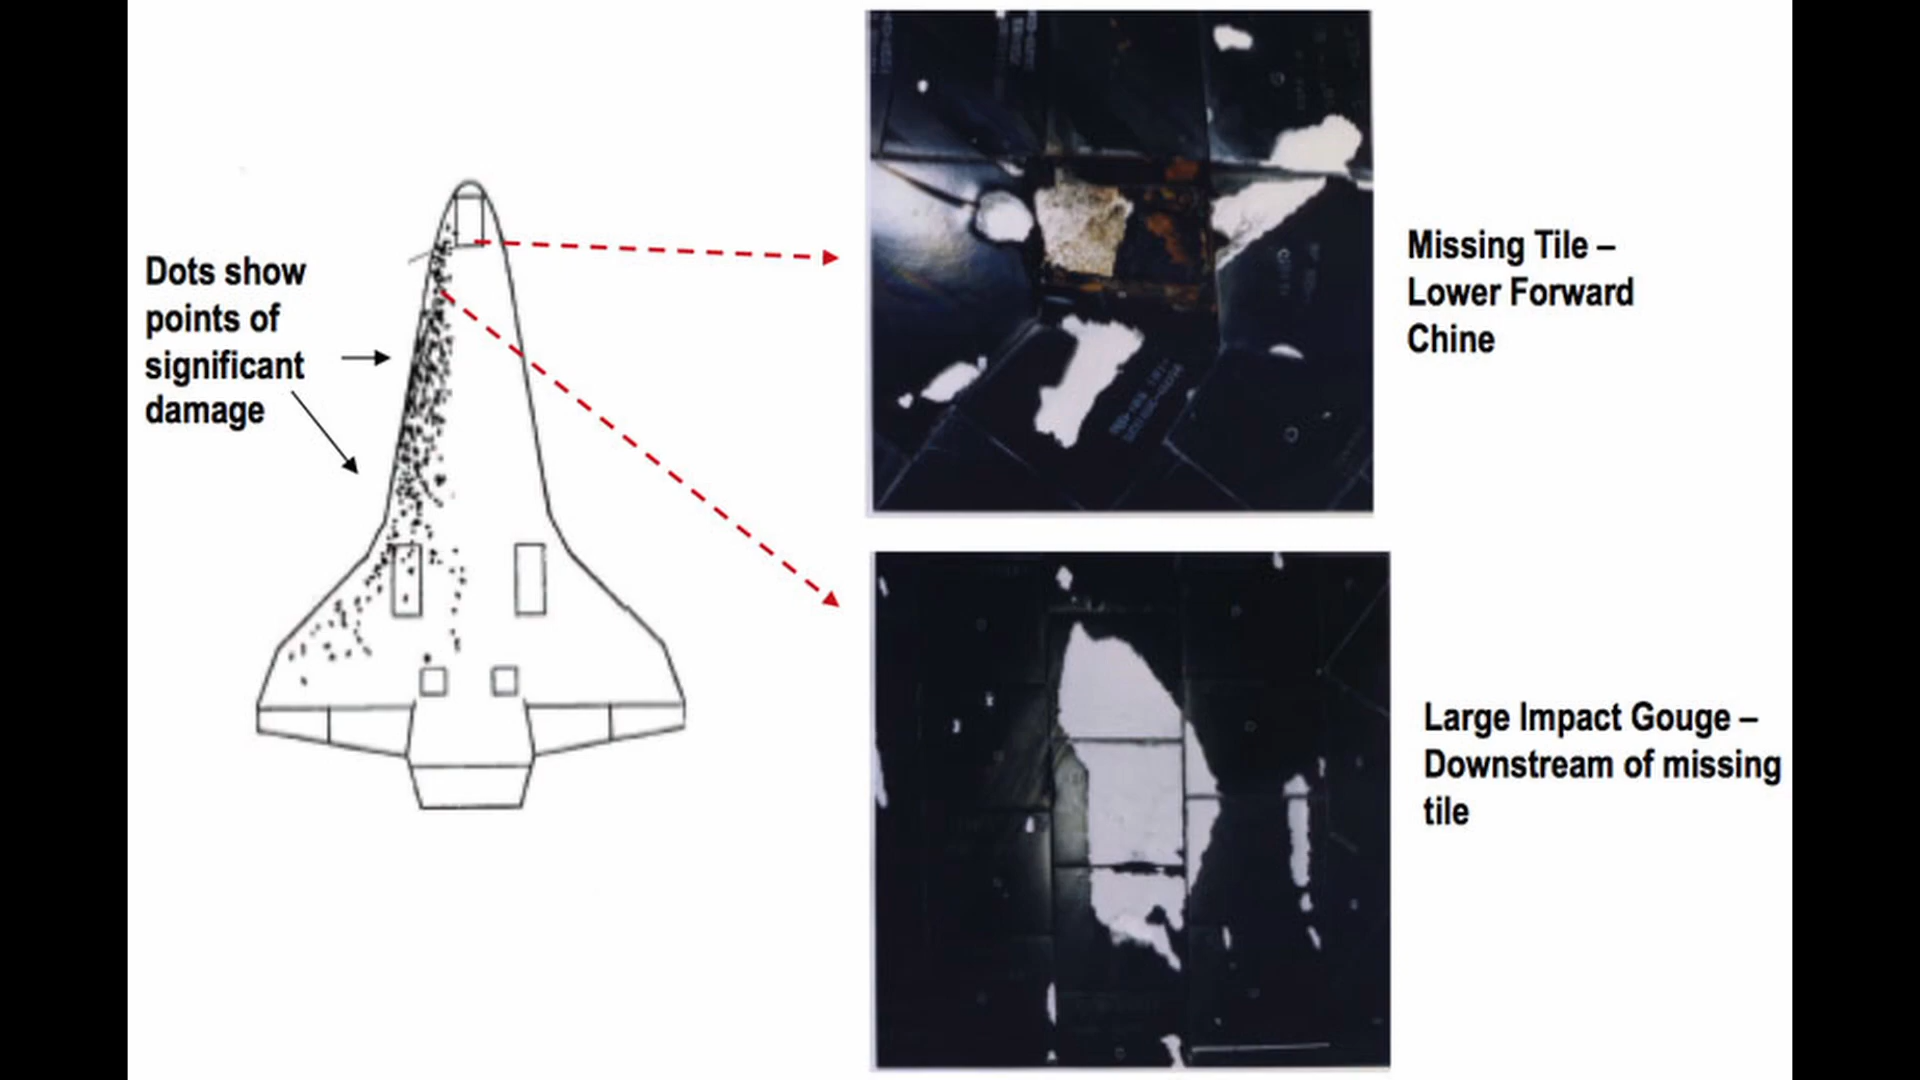 Dots show
points of
significant
damage
Missing Tile –
Lower Forward
Chine
Large Impact Gouge –
Downstream of missing
tile